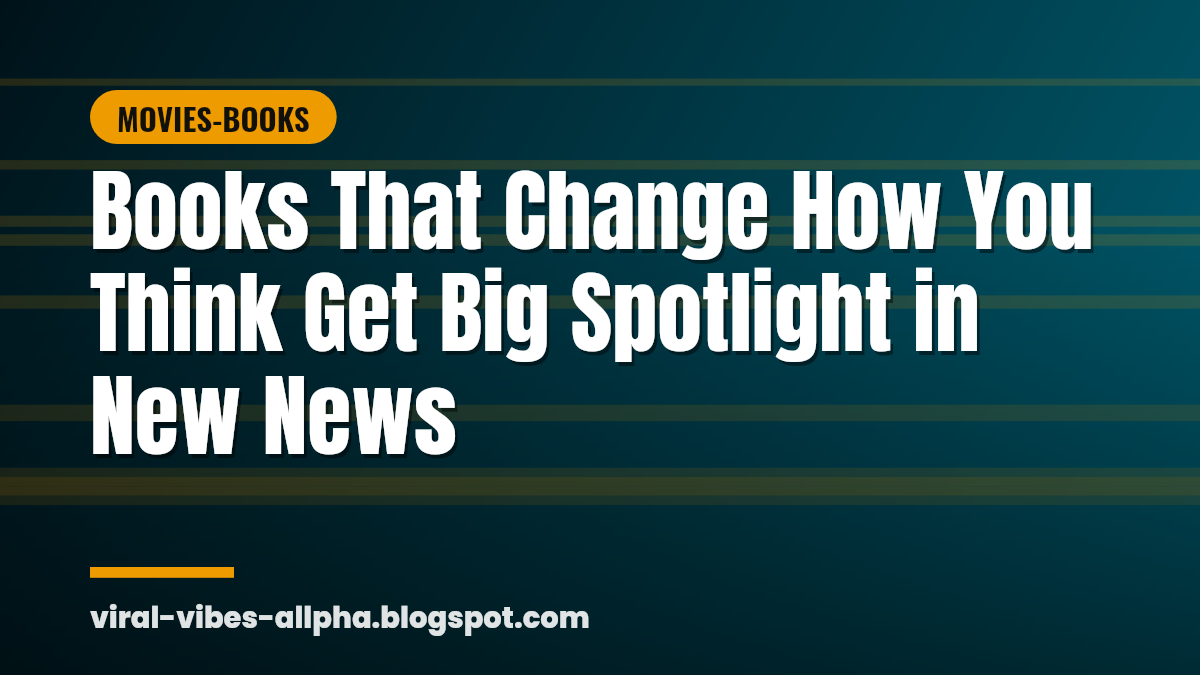 MOVIES-BOOKS
Books That Change How You
Think Get Big Spotlight in
New News
viral-vibes-allpha.blogspot.com